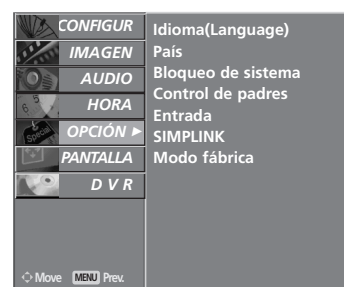 CONFIGUR
IMAGEN
AUDIO
HORA
Special
OPCIÓN ►
PANTALLA
D V R
Idioma(Language)
País
Bloqueo de sistema
Control de padres
Entrada
SIMPLINK
Modo fábrica
Move MENU Prev.